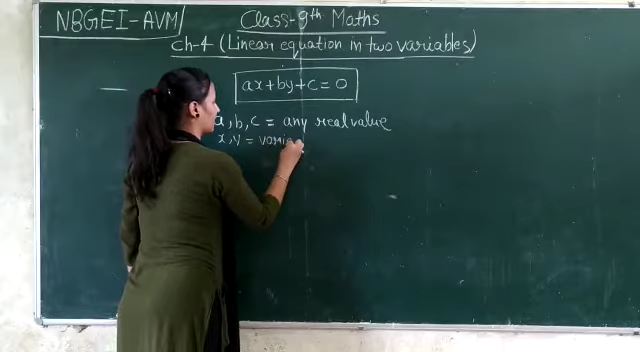 NBGEI-AVM/
Class-9th Maths
Ch-4 (Linear equation in two variables)
ax+by+c=0
a, b, c = any real value
x, y = varia